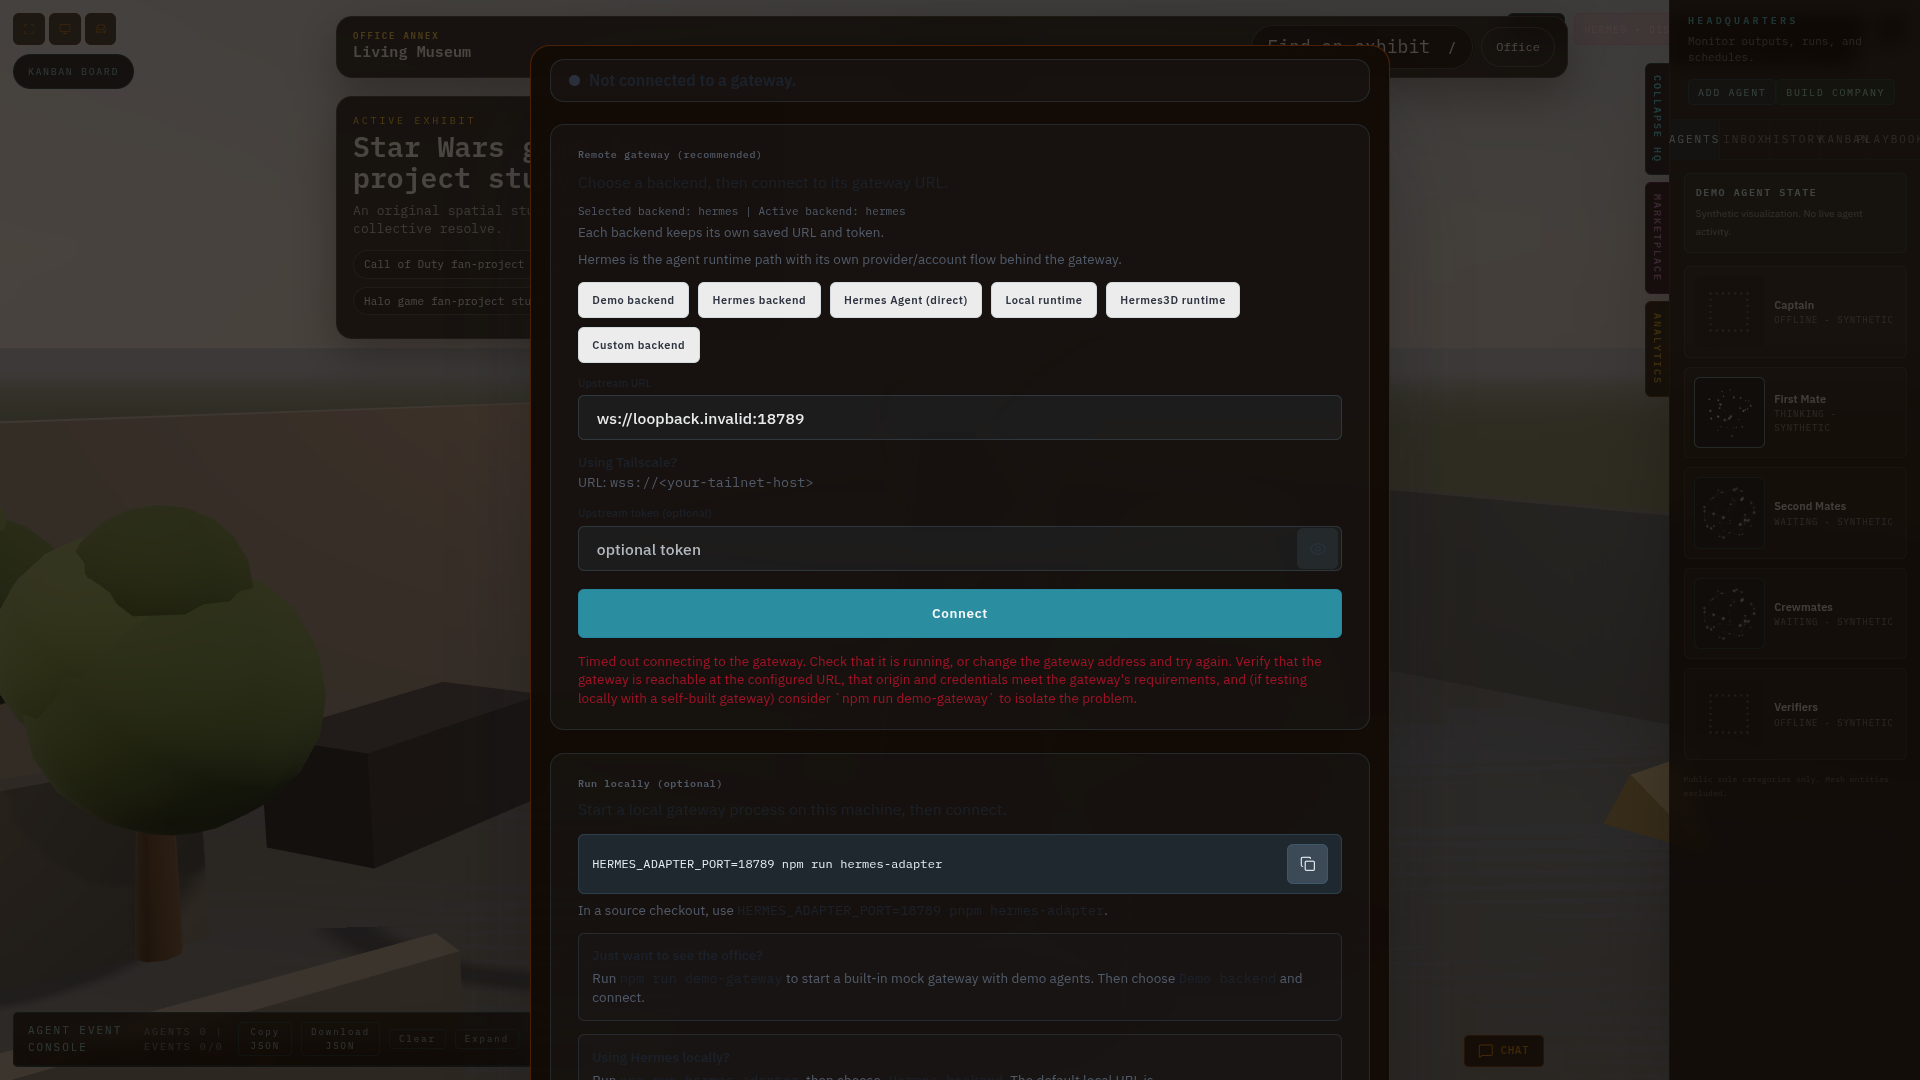 KANBAN BOARD
OFFICE ANNEX
Living Museum
Find an exhibit /
Office
ACTIVE EXHIBIT
Star Wars
project stu
An original spatial stu
collective resolve.
Call of Duty fan-project
Halo game fan-project stu
Not connected to a gateway.
Remote gateway (recommended)
Choose a backend, then connect to its gateway URL.
Selected backend: hermes | Active backend: hermes
Each backend keeps its own saved URL and token.
Hermes is the agent runtime path with its own provider/account flow behind the gateway.
Demo backend
Hermes backend
Hermes Agent (direct)
Local runtime
Hermes3D runtime
Custom backend
Upstream URL
ws://loopback.invalid:18789
Using Tailscale?
URL: wss://<your-tailnet-host>
Upstream token (optional)
optional token
Connect
Timed out connecting to the gateway. Check that it is running, or change the gateway address and try again. Verify that the
gateway is reachable at the configured URL, that origin and credentials meet the gateway's requirements, and (if testing
locally with a self-built gateway) consider `npm run demo-gateway` to isolate the problem.
Run locally (optional)
Start a local gateway process on this machine, then connect.
HERMES_ADAPTER_PORT=18789 npm run hermes-adapter
In a source checkout, use HERMES_ADAPTER_PORT=18789 pnpm hermes-adapter.
Just want to see the office?
Run npm run demo-gateway to start a built-in mock gateway with demo agents. Then choose Demo backend and
connect.
Using Hermes locally?
AGENT EVENT
CONSOLE
AGENTS 0 |
EVENTS 0/0
Copy
JSON
Download
JSON
Clear
Expand
CHAT
COLLAPSE HQ
MARKETPLACE
ANALYTICS
HEADQUARTERS
Monitor outputs, runs, and
schedules.
ADD AGENT
BUILD COMPANY
AGENTS
INBOX
HISTORY
KANBAN
PLAYBOOK
DEMO AGENT STATE
Synthetic visualization. No live agent
activity.
Captain
OFFLINE - SYNTHETIC
First Mate
THINKING -
SYNTHETIC
Second Mates
WAITING - SYNTHETIC
Crewmates
WAITING - SYNTHETIC
Verifiers
OFFLINE - SYNTHETIC
Public role categories only. Mesh entities
excluded.